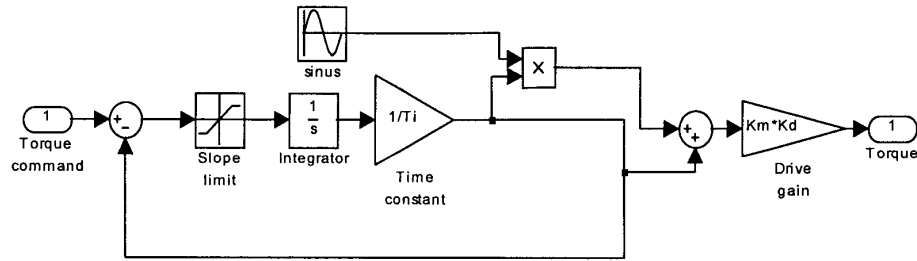 sinus
X
1
Torque
command
+
−
Slope
limit
1
s
Integrator
1/Ti
Time
constant
+
+
Km*Kd
Drive
gain
1
Torque